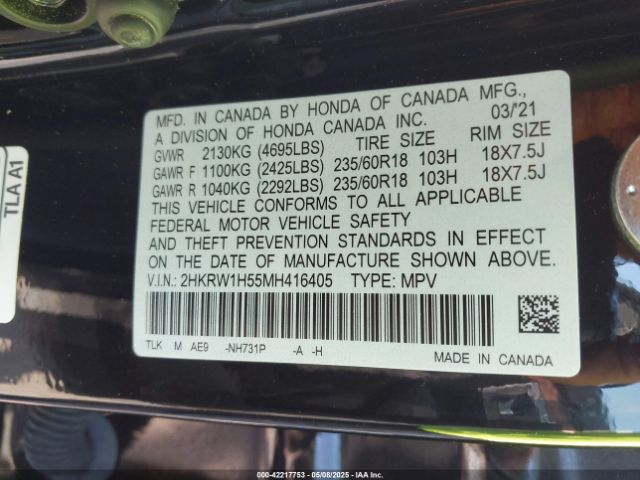 MFD. IN CANADA BY HONDA OF CANADA MFG.,
A DIVISION OF HONDA CANADA INC. 03/'21
GVWR 2130KG (4695LBS) TIRE SIZE RIM SIZE
GAWR F 1100KG (2425LBS) 235/60R18 103H 18X7.5J
GAWR R 1040KG (2292LBS) 235/60R18 103H 18X7.5J
THIS VEHICLE CONFORMS TO ALL APPLICABLE
FEDERAL MOTOR VEHICLE SAFETY
AND THEFT PREVENTION STANDARDS IN EFFECT
ON THE DATE OF MANUFACTURE SHOWN ABOVE.
V.I.N.: 2HKRW1H55MH416405 TYPE: MPV
TLK M AE9 -NH731P -A -H
MADE IN CANADA
TLA A1
000-42217753 - 05/08/2025 - IAA Inc.